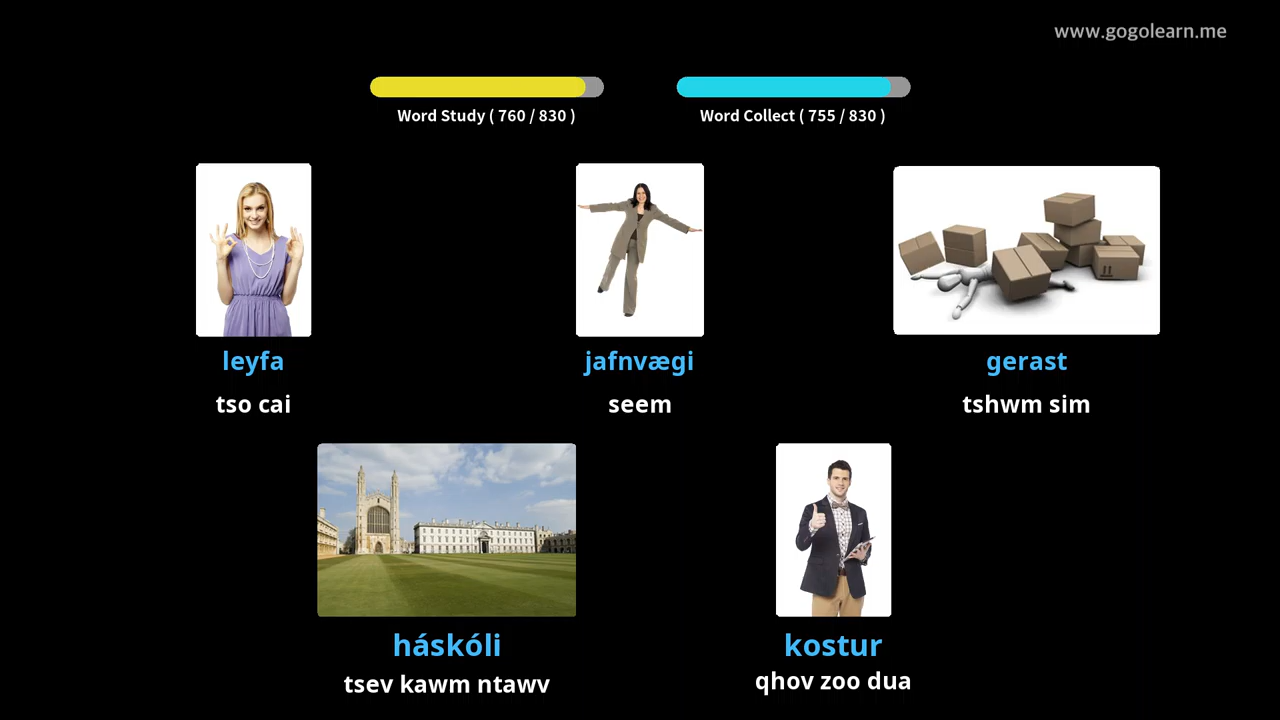 www.gogolearn.me
Word Study ( 760 / 830 )
Word Collect ( 755 / 830 )
leyfa
jafnvægi
gerast
tso cai
seem
tshwm sim
háskóli
kostur
tsev kawm ntawv
qhov zoo dua